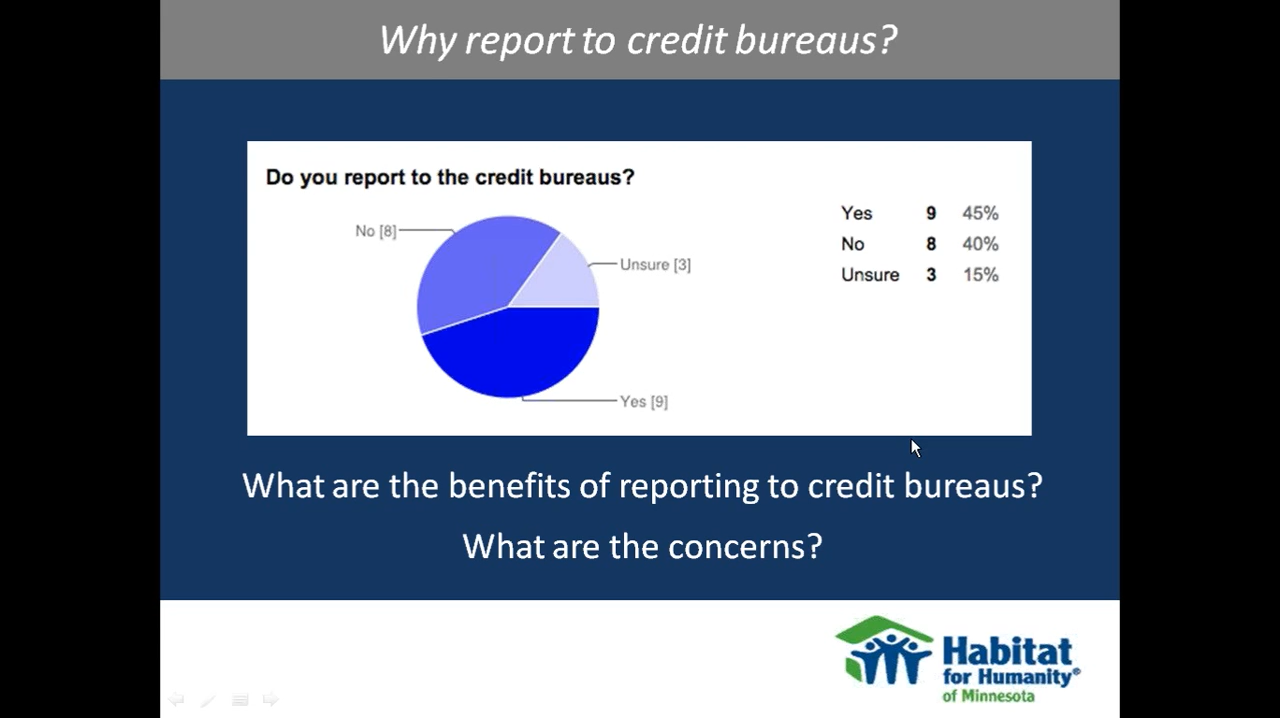 Why report to credit bureaus?
Do you report to the credit bureaus?
No [8]
Unsure [3]
Yes [9]
Yes 9 45%
No 8 40%
Unsure 3 15%
What are the benefits of reporting to credit bureaus?
What are the concerns?
Habitat
for Humanity®
of Minnesota